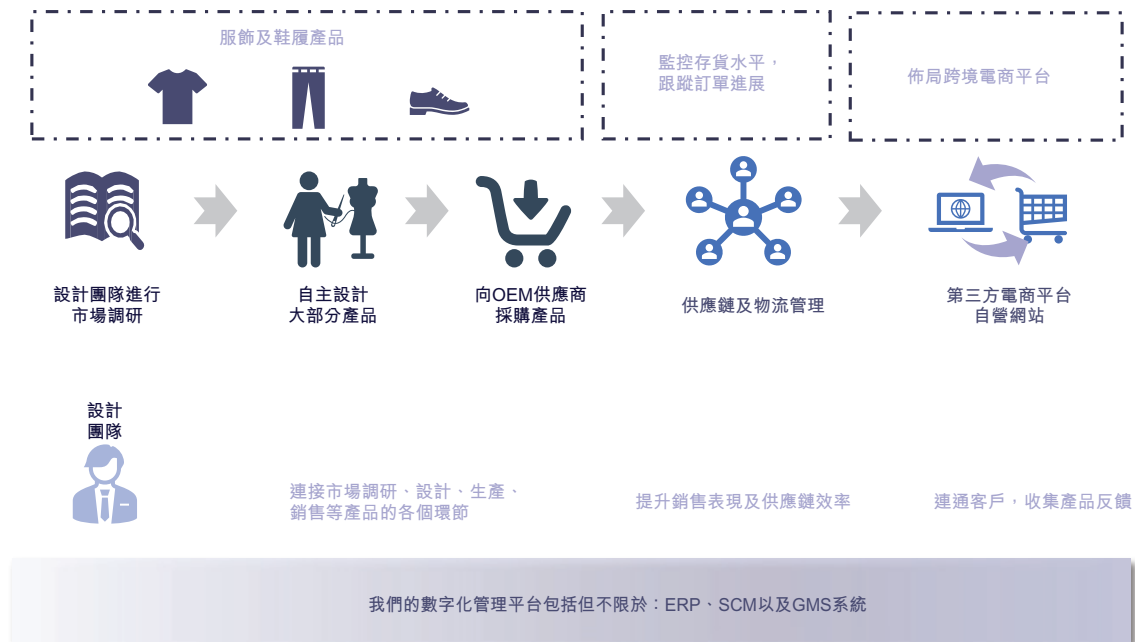 服飾及鞋履產品
監控存貨水平，
跟蹤訂單進展
佈局跨境電商平台
設計團隊進行
市場調研
自主設計
大部分產品
向OEM供應商
採購產品
供應鏈及物流管理
第三方電商平台
自營網站
設計
團隊
連接市場調研、設計、生產、
銷售等產品的各個環節
提升銷售表現及供應鏈效率
連通客戶，收集產品反饋
我們的數字化管理平台包括但不限於：ERP、SCM以及GMS系統